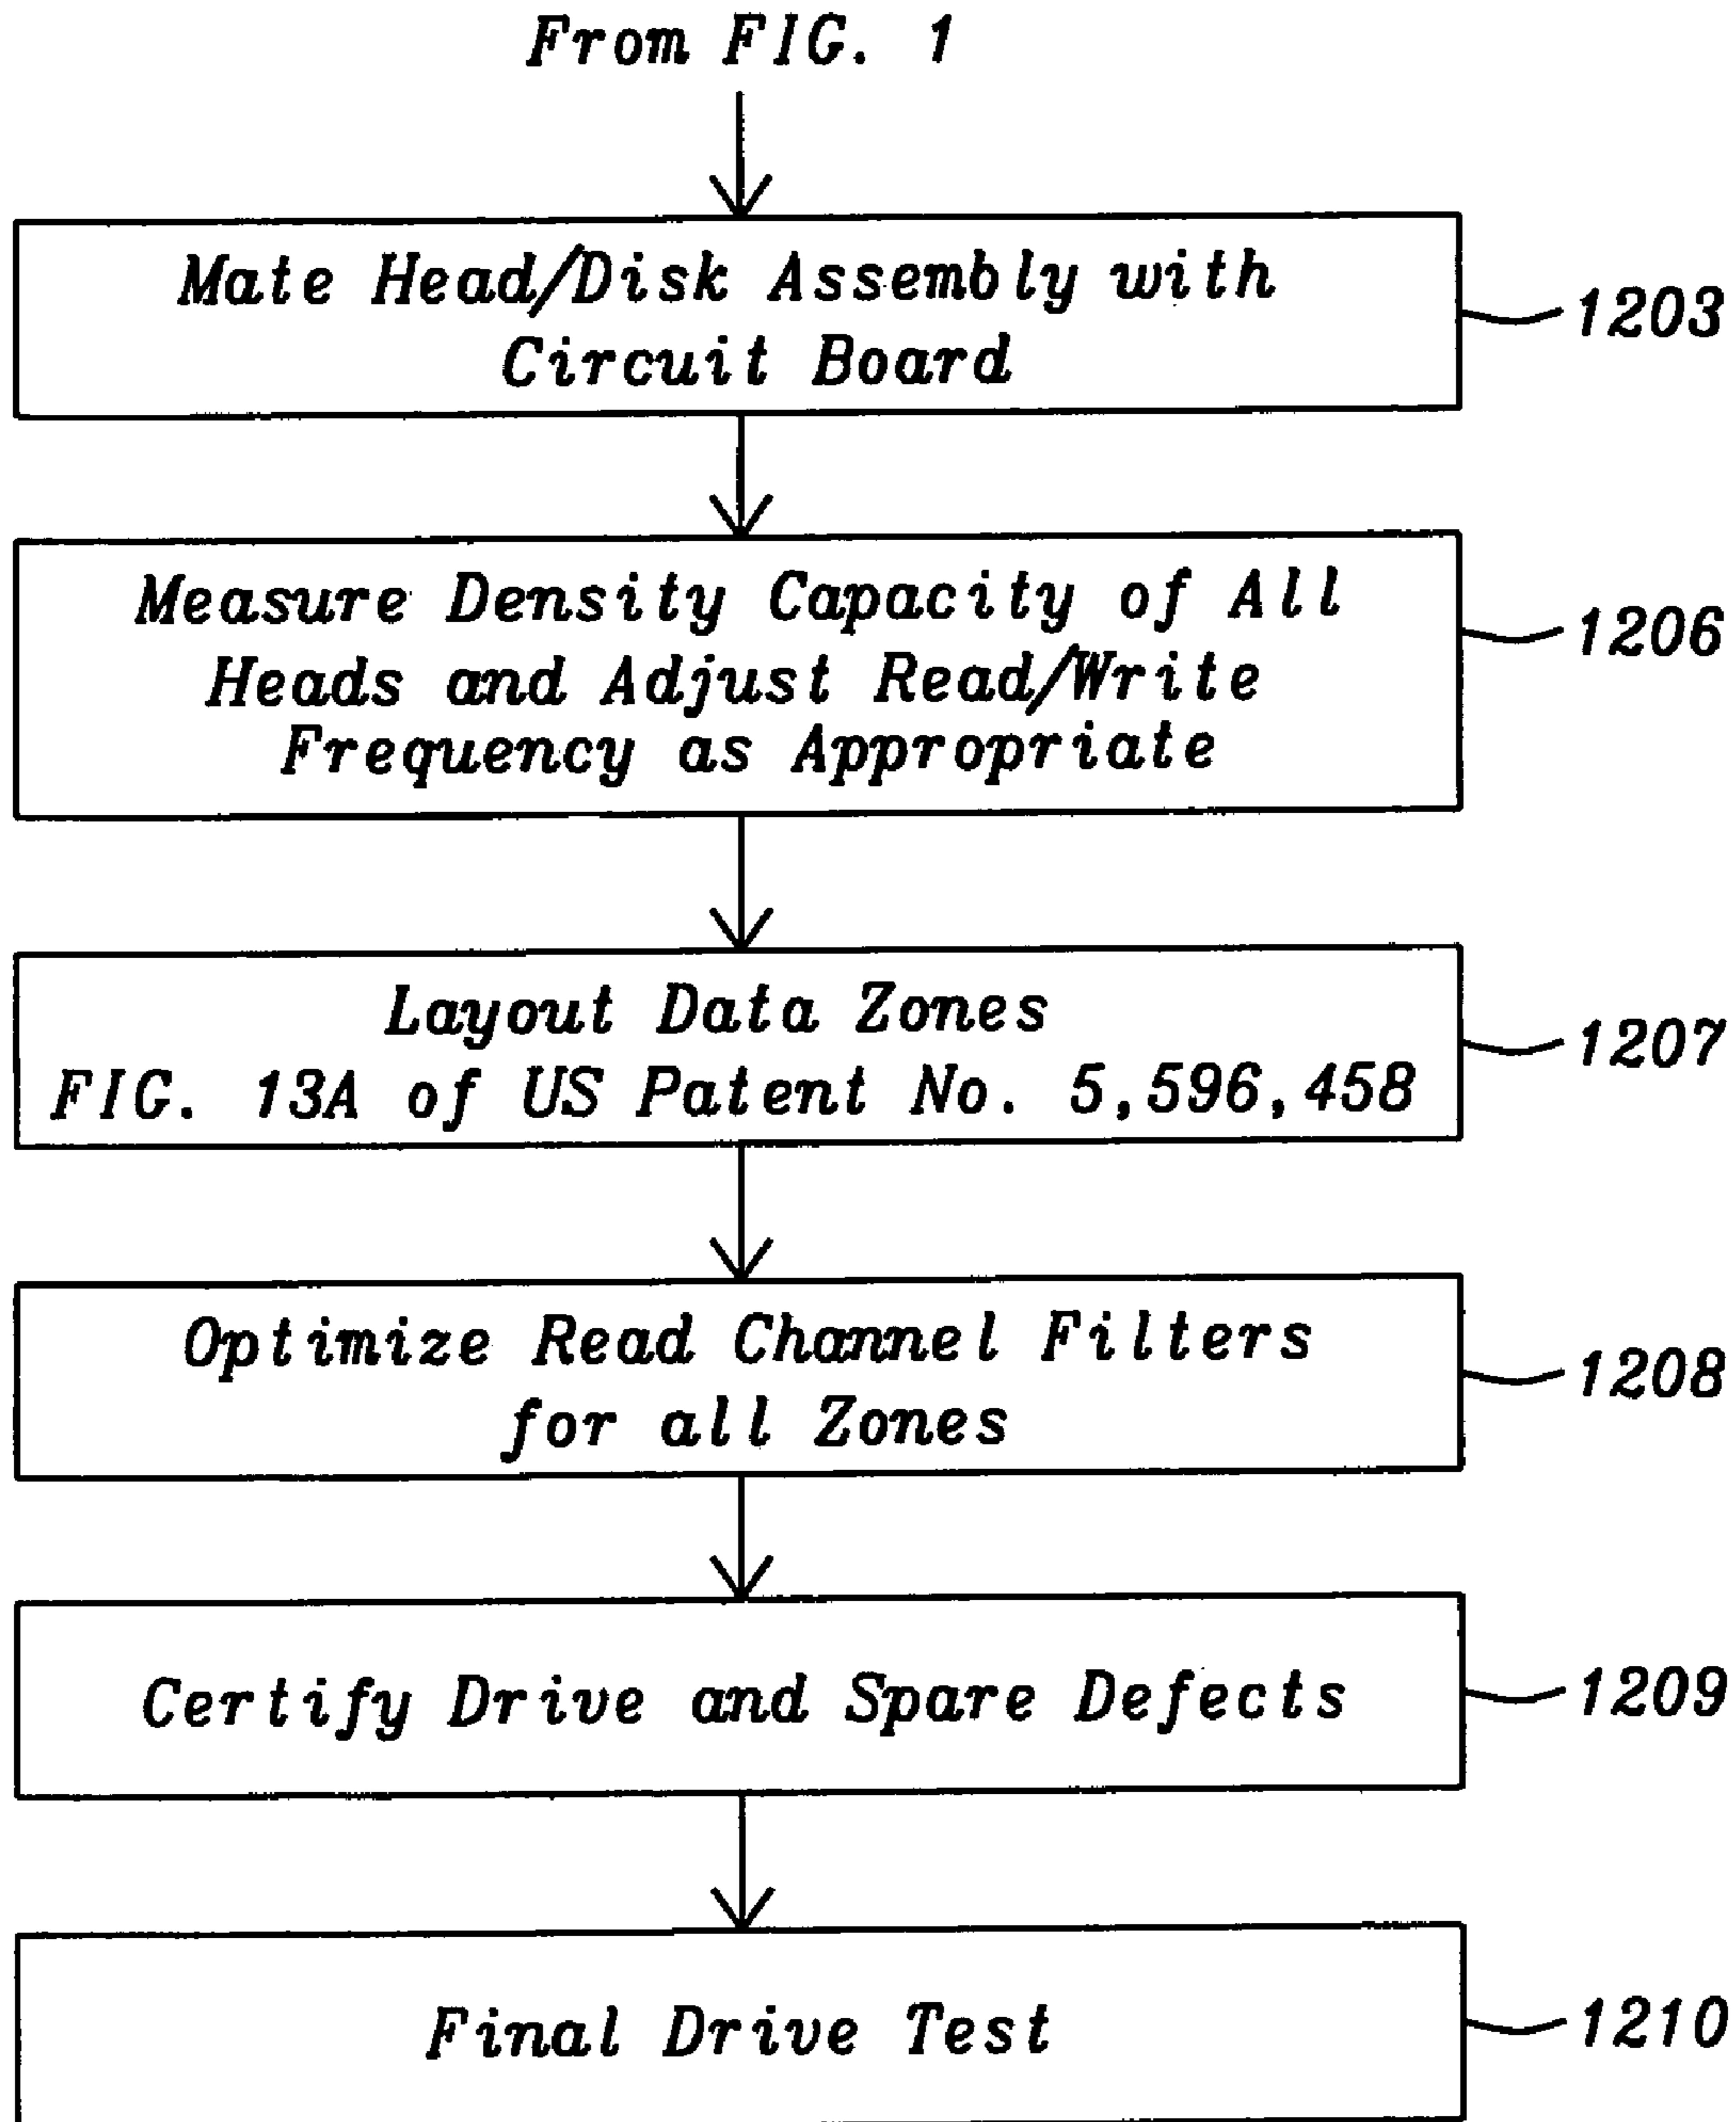 From FIG. 1
Mate Head/Disk Assembly with
Circuit Board
1203
Measure Density Capacity of All
Heads and Adjust Read/Write
Frequency as Appropriate
1206
Layout Data Zones
FIG. 13A of US Patent No. 5,596,458
1207
Optimize Read Channel Filters
for all Zones
1208
Certify Drive and Spare Defects
1209
Final Drive Test
1210